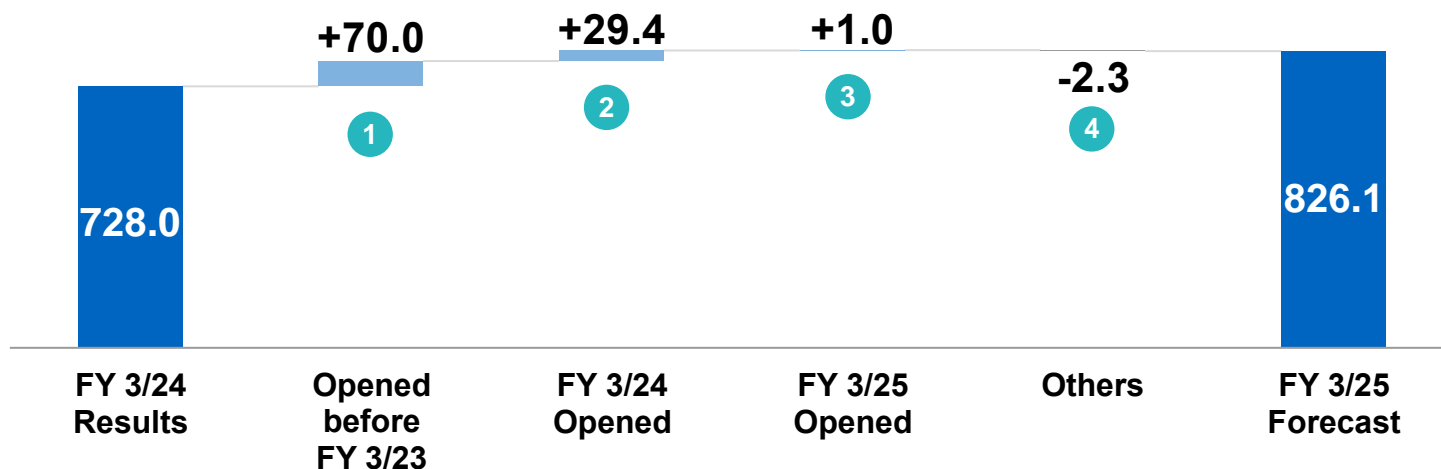 +70.0
+29.4
+1.0
-2.3
1
2
3
4
728.0
826.1
FY 3/24
Results
Opened
before
FY 3/23
FY 3/24
Opened
FY 3/25
Opened
Others
FY 3/25
Forecast